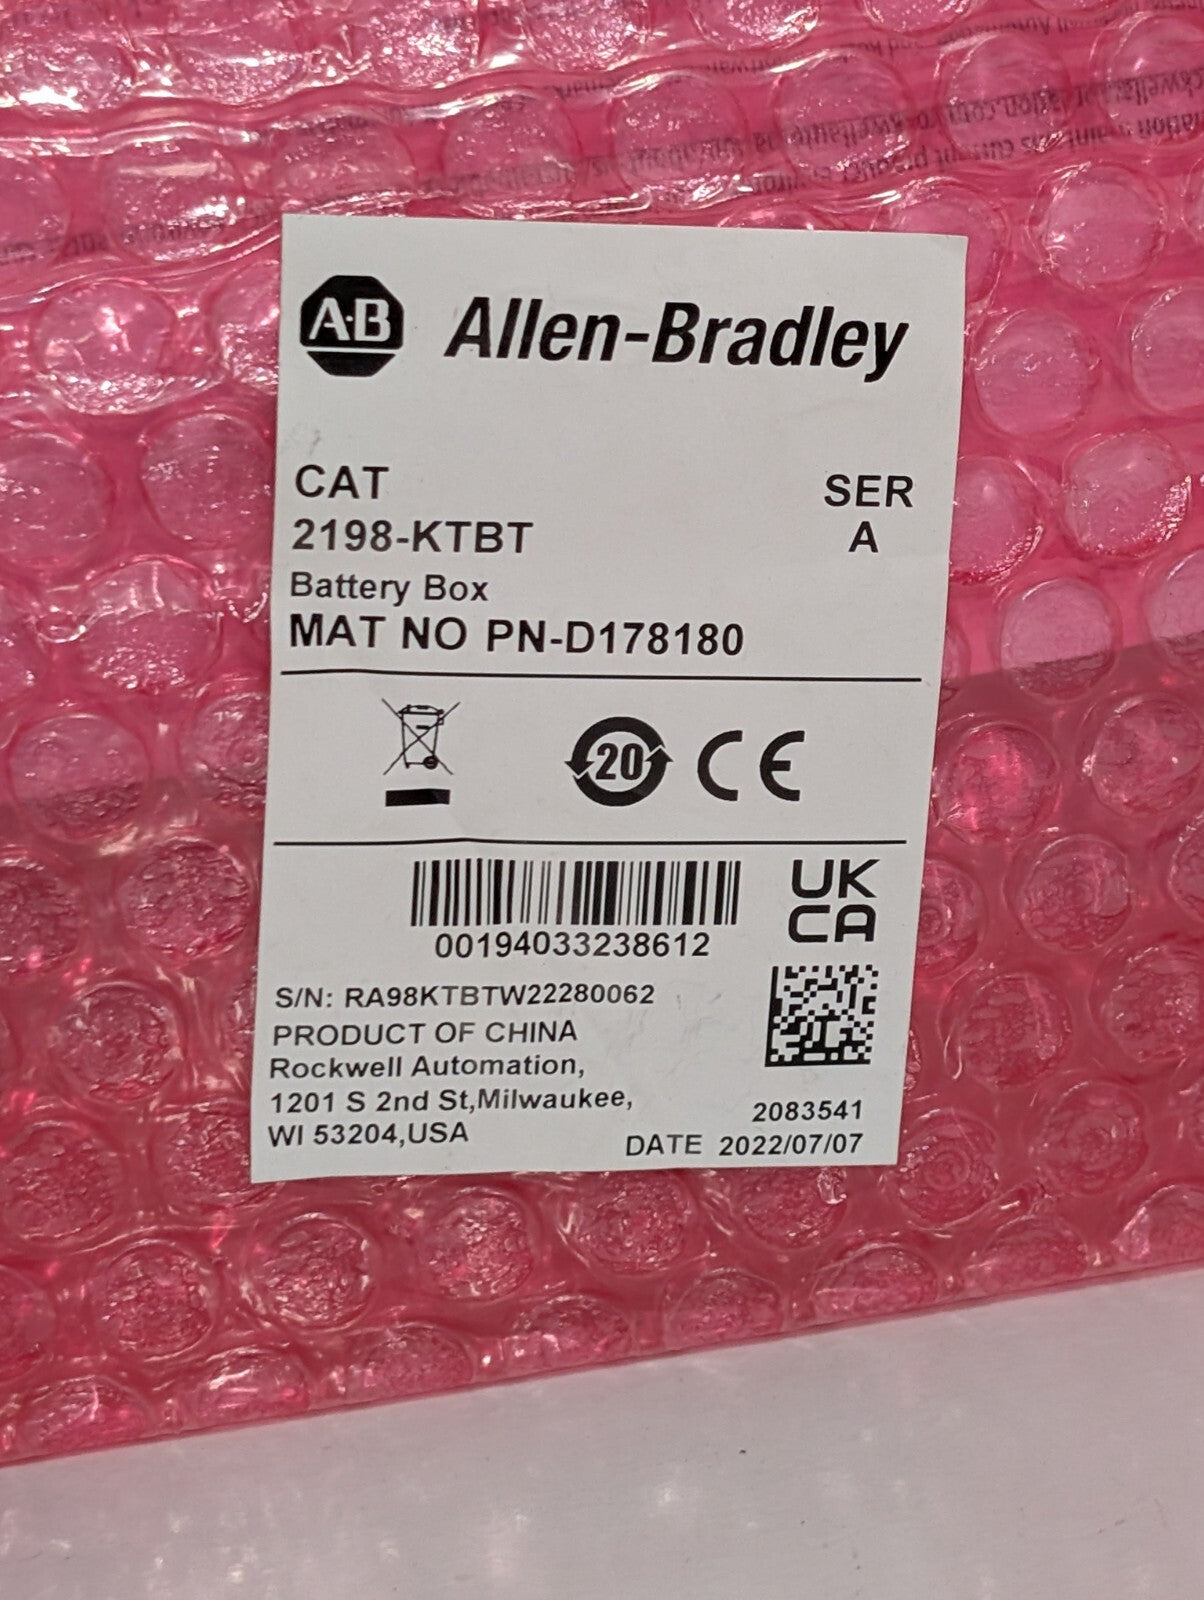 A·B Allen-Bradley
CAT
SER
2198-KTBT
A
Battery Box
MAT NO PN-D178180
20
CE
UK
CA
00194033238612
S/N: RA98KTBTW22280062
PRODUCT OF CHINA
Rockwell Automation,
1201 S 2nd St,Milwaukee,
WI 53204,USA
2083541
DATE 2022/07/07